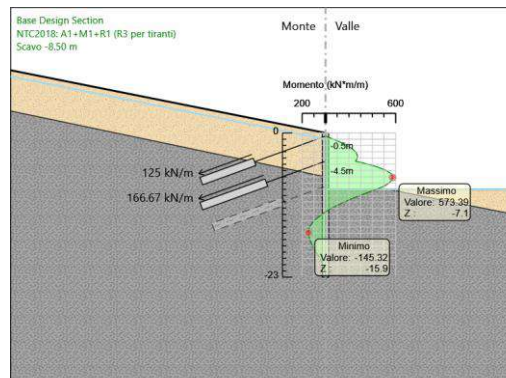 Base Design Section
NTC2018: A1+M1+R1 (R3 per tiranti)
Scavo -8.50 m
Monte Valle
Momento (kN*m/m)
200 0 600
0
-0.5m
-4.5m
125 kN/m
166.67 kN/m
Massimo
Valore: 573.39
Z : -7.1
Minimo
Valore: -145.32
Z : -15.9
-23